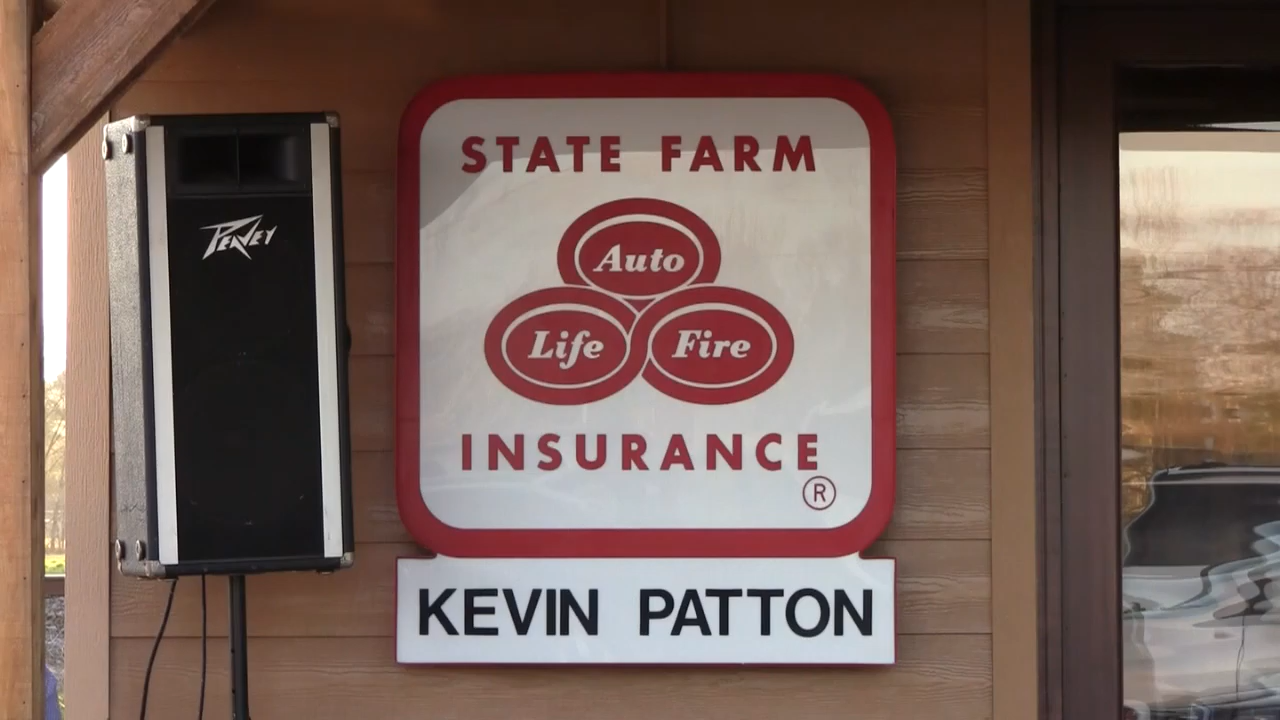 PEAVEY
STATE FARM
Auto
Life Fire
INSURANCE
®
KEVIN PATTON